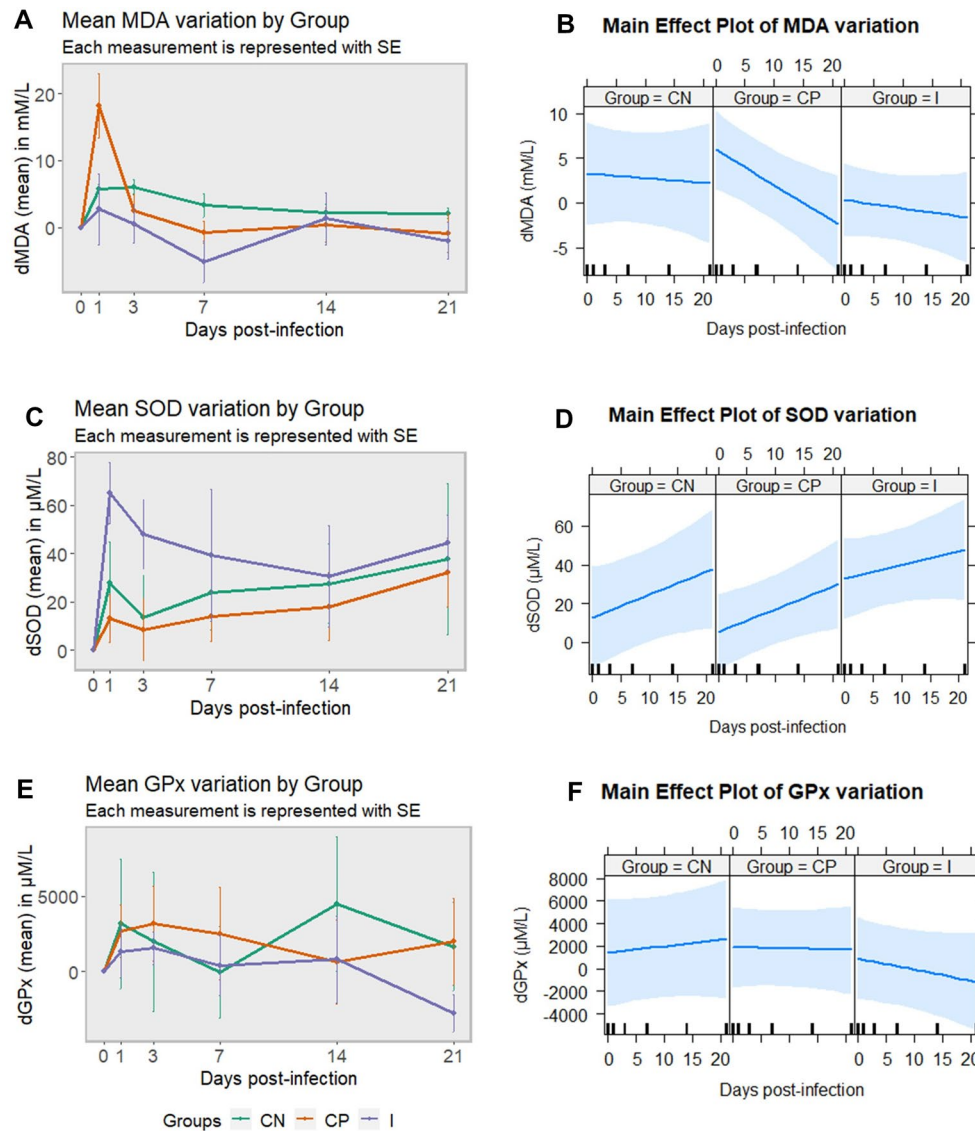 A
Mean MDA variation by Group
Each measurement is represented with SE
dMDA (mean) in mM/L
20
10
0
0 1 3 7 14 21
Days post-infection
B
Main Effect Plot of MDA variation
0 5 10 20
Group = CN Group = CP Group = I
dMDA (mM/L)
10
5
0
-5
0 5 10 20 0 5 10 20
Days post-infection
C
Mean SOD variation by Group
Each measurement is represented with SE
dSOD (mean) in µM/L
80
60
40
20
0
0 1 3 7 14 21
Days post-infection
D
Main Effect Plot of SOD variation
0 5 10 20
Group = CN Group = CP Group = I
dSOD (µM/L)
60
40
20
0
0 5 10 20 0 5 10 20
Days post-infection
E
Mean GPx variation by Group
Each measurement is represented with SE
dGPx (mean) in µM/L
5000
0
0 1 3 7 14 21
Days post-infection
Groups CN CP I
F
Main Effect Plot of GPx variation
0 5 10 20
Group = CN Group = CP Group = I
dGPx (µM/L)
8000
6000
4000
2000
0
-2000
-4000
0 5 10 20 0 5 10 20
Days post-infection